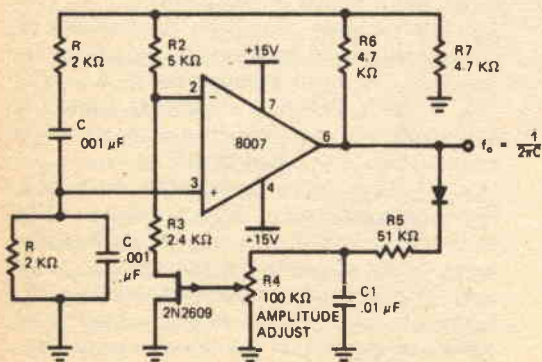 R
2 KΩ
R2
5 KΩ
+15V
R6
4.7
KΩ
R7
4.7 KΩ
2
−
7
8007
6
C
001 µF
3
+
4
fₒ = 1
2πC
-15V
R3
2.4 KΩ
R5
51 KΩ
R
2 KΩ
C
.001
µF
R4
100 KΩ
AMPLITUDE
ADJUST
C1
.01 µF
2N2609